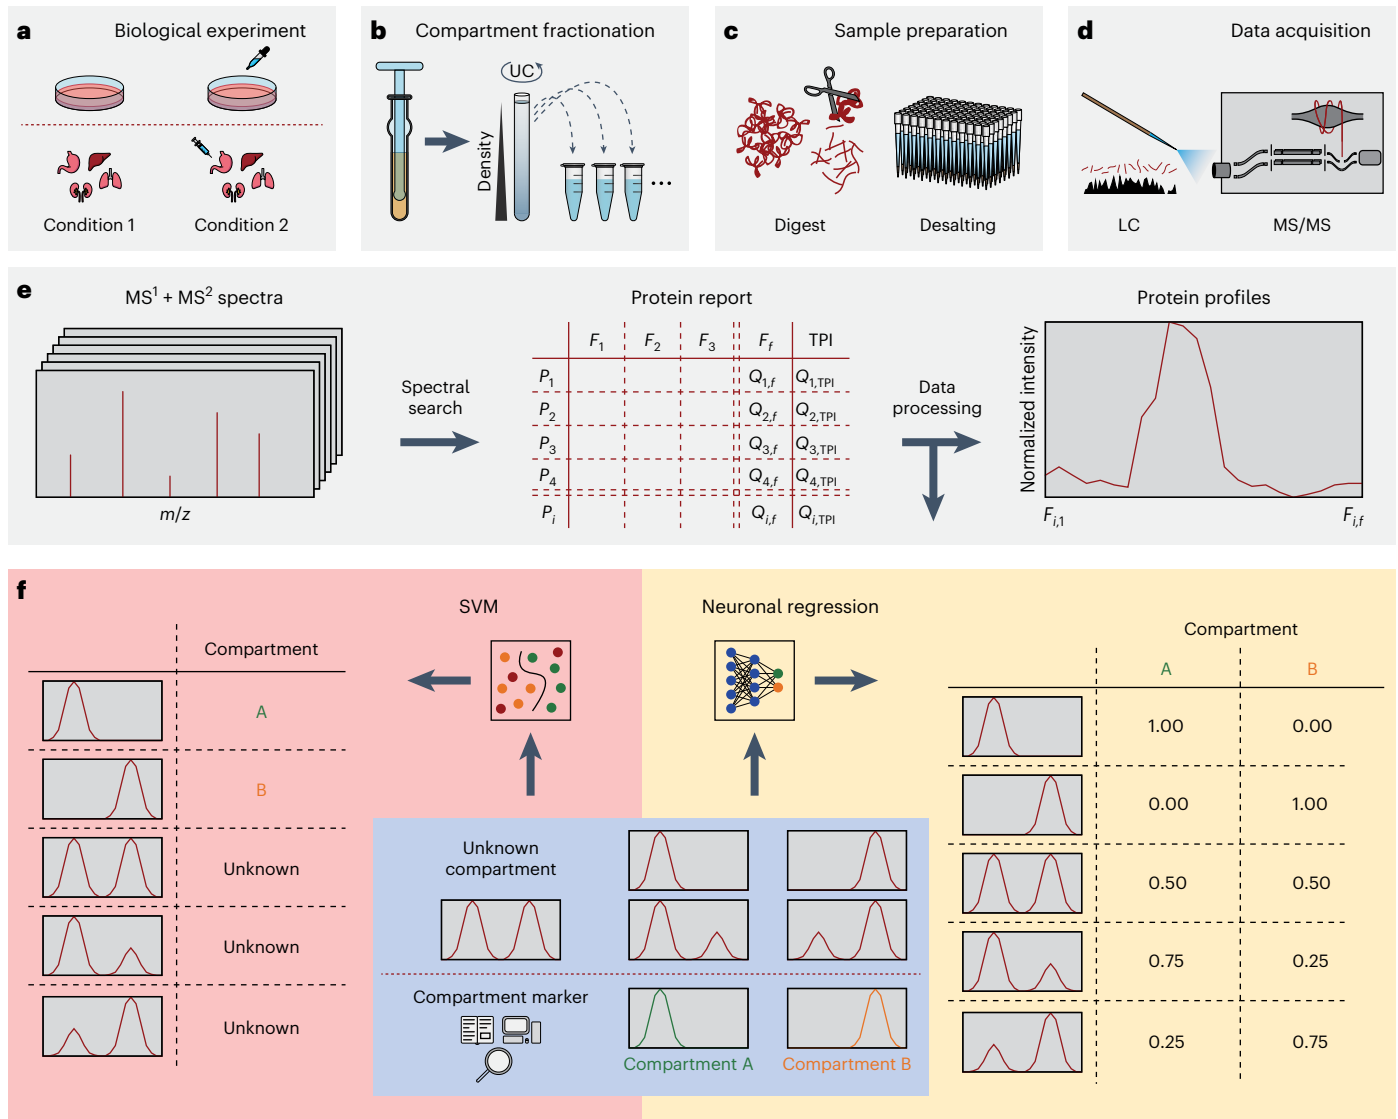 a
Biological experiment
Condition 1
Condition 2
b
Compartment fractionation
UC
Density
...
c
Sample preparation
Digest
Desalting
d
Data acquisition
LC
MS/MS
e
MS1 + MS2 spectra
m/z
Spectral
search
Protein report
F1 F2 F3 Ff TPI
P1 Q1,f Q1,TPI
P2 Q2,f Q2,TPI
P3 Q3,f Q3,TPI
P4 Q4,f Q4,TPI
Pi Qi,f Qi,TPI
Data
processing
Protein profiles
Normalized intensity
Fi,1
Fi,f
f
SVM
Compartment
A
B
Unknown
Unknown
Unknown
Neuronal regression
Compartment
A B
1.00 0.00
0.00 1.00
0.50 0.50
0.75 0.25
0.25 0.75
Unknown
compartment
Compartment marker
Compartment A
Compartment B